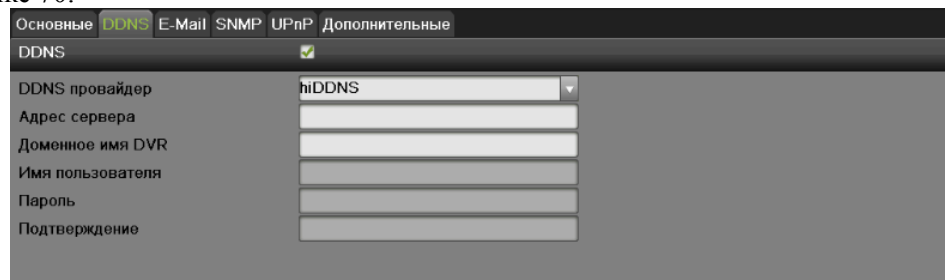 Основные DDNS E-Mail SNMP UPnP Дополнительные
DDNS
DDNS провайдер hiDDNS
Адрес сервера
Доменное имя DVR
Имя пользователя
Пароль
Подтверждение